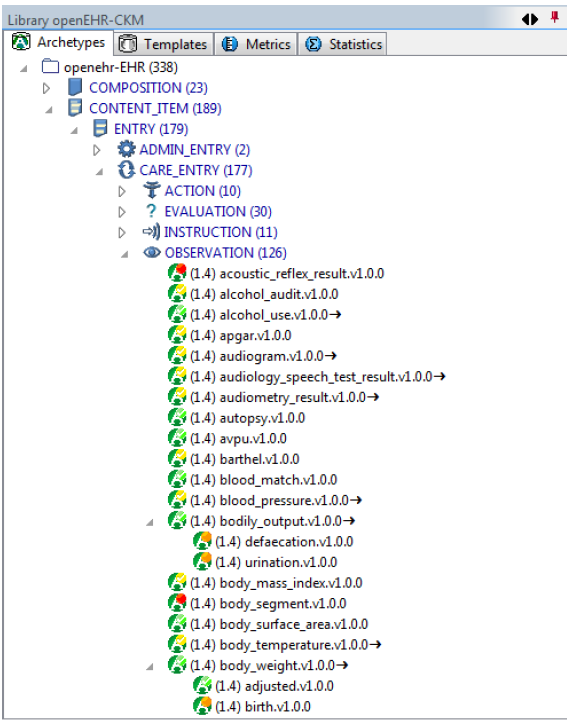 Library openEHR-CKM
Archetypes Templates Metrics Statistics
openehr-EHR (338)
COMPOSITION (23)
CONTENT_ITEM (189)
ENTRY (179)
ADMIN_ENTRY (2)
CARE_ENTRY (177)
ACTION (10)
? EVALUATION (30)
INSTRUCTION (11)
OBSERVATION (126)
(1.4) acoustic_reflex_result.v1.0.0
(1.4) alcohol_audit.v1.0.0
(1.4) alcohol_use.v1.0.0→
(1.4) apgar.v1.0.0
(1.4) audiogram.v1.0.0→
(1.4) audiology_speech_test_result.v1.0.0→
(1.4) audiometry_result.v1.0.0→
(1.4) autopsy.v1.0.0
(1.4) avpu.v1.0.0
(1.4) barthel.v1.0.0
(1.4) blood_match.v1.0.0
(1.4) blood_pressure.v1.0.0→
(1.4) bodily_output.v1.0.0→
(1.4) defaecation.v1.0.0
(1.4) urination.v1.0.0
(1.4) body_mass_index.v1.0.0
(1.4) body_segment.v1.0.0
(1.4) body_surface_area.v1.0.0
(1.4) body_temperature.v1.0.0→
(1.4) body_weight.v1.0.0→
(1.4) adjusted.v1.0.0
(1.4) birth.v1.0.0